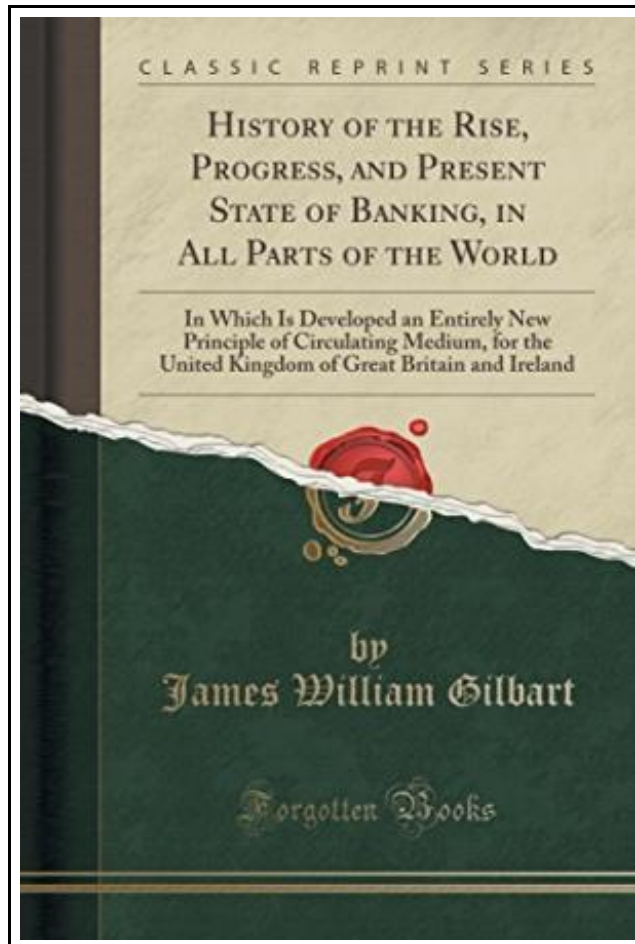 CLASSIC REPRINT SERIES
HISTORY OF THE RISE,
PROGRESS, AND PRESENT
STATE OF BANKING, IN
ALL PARTS OF THE WORLD
In Which Is Developed an Entirely New
Principle of Circulating Medium, for the
United Kingdom of Great Britain and Ireland
by
James William Gilbart
Forgotten Books